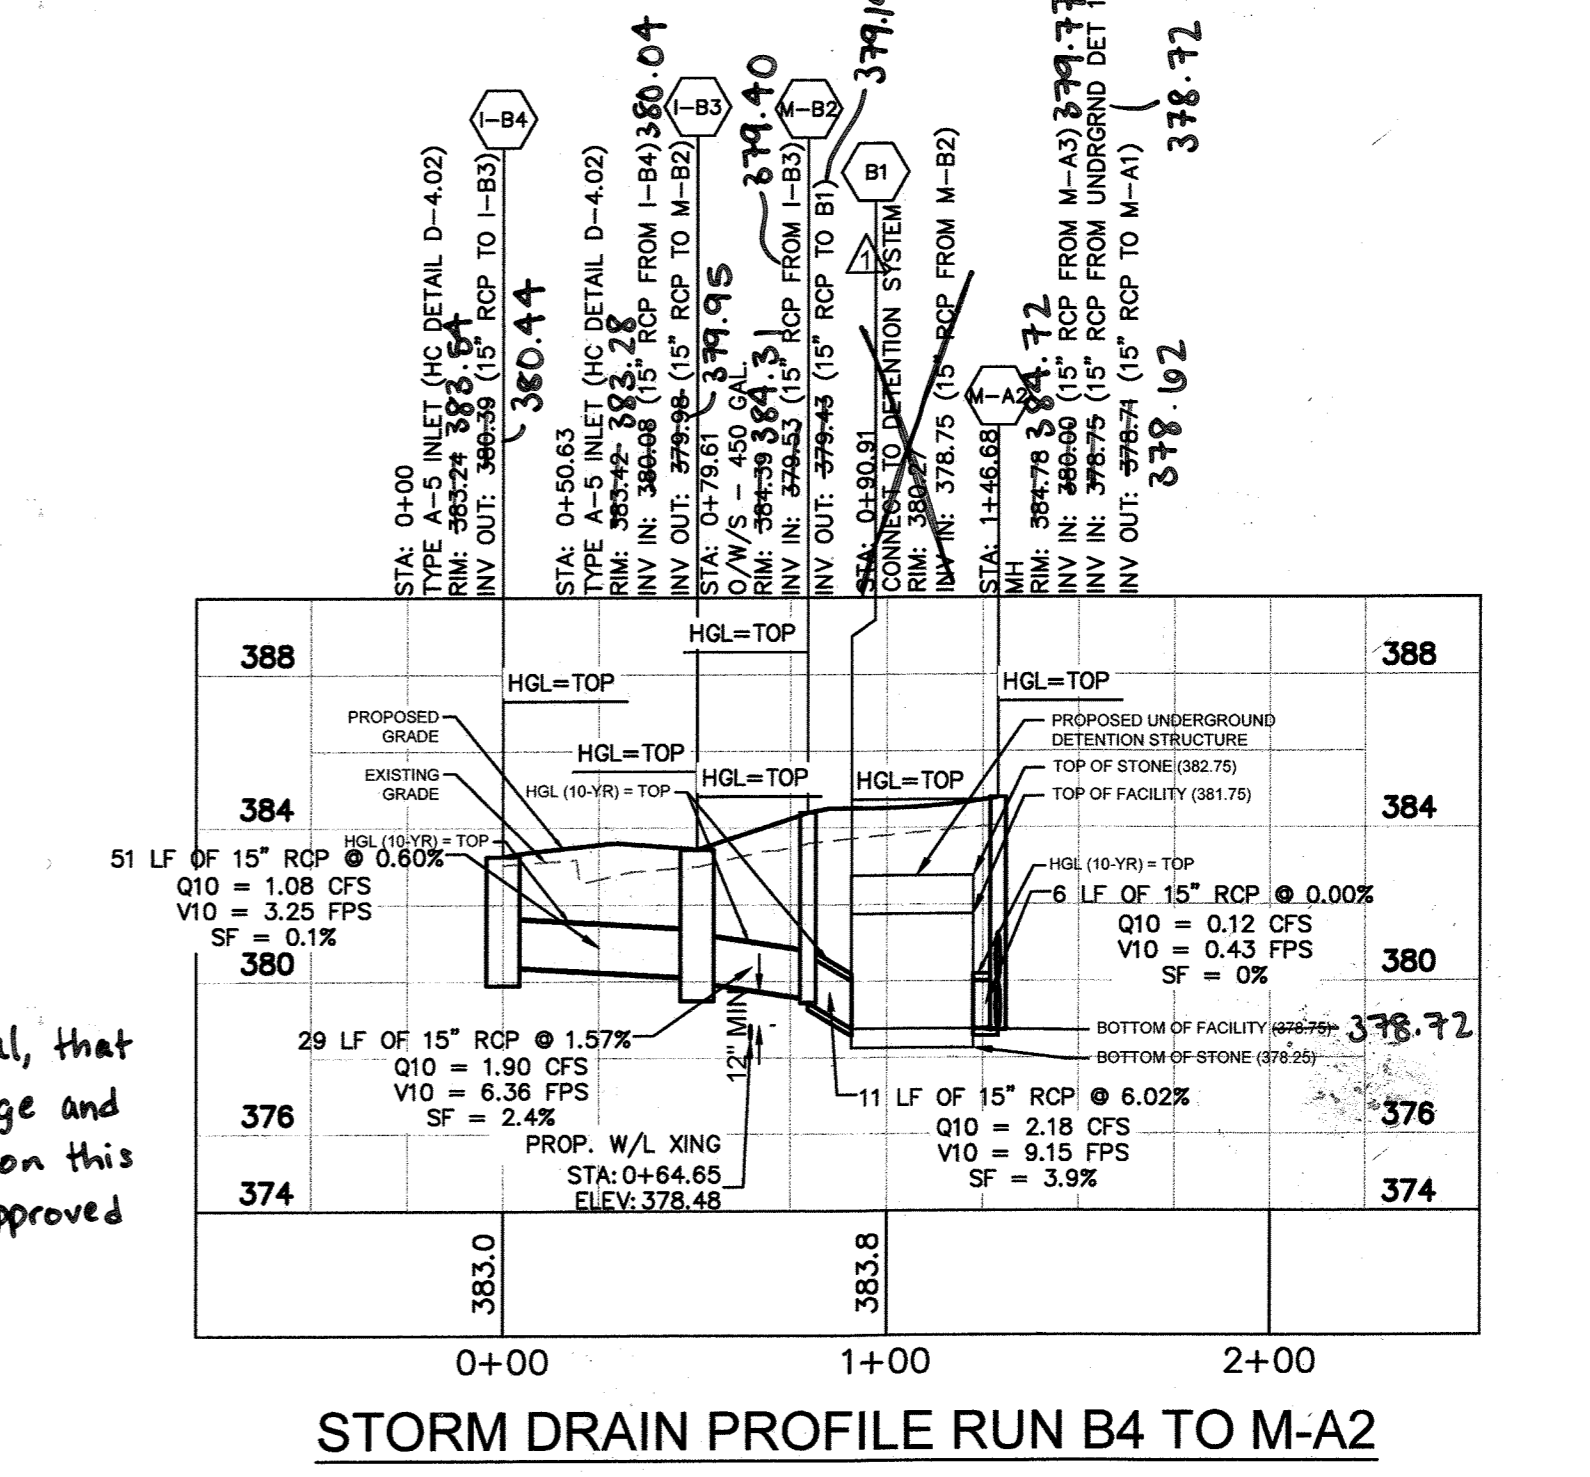 I-B4
STA: 0+00
TYPE A-5 INLET (HC DETAIL D-4.02)
RIM: 383.24 383.54
INV OUT: 380.39 (15" RCP TO I-B3)
380.44
I-B3
STA: 0+50.63
TYPE A-5 INLET (HC DETAIL D-4.02)
RIM: 383.42 383.28
INV IN: 380.08 (15" RCP FROM I-B4) 380.04
INV OUT: 379.98 (15" RCP TO M-B2)
379.95
M-B2
STA: 0+79.61
O/W/S - 450 GAL.
RIM: 384.39 384.31
INV IN: 379.53 (15" RCP FROM I-B3)
379.40
INV OUT: 379.43 (15" RCP TO B1)
B1
1
STA: 0+90.91
CONNECT TO DETENTION SYSTEM
RIM: 380.27
INV IN: 378.75 (15" RCP FROM M-B2)
M-A2
STA: 1+46.68
MH
RIM: 384.78 384.72
INV IN: 380.00 (15" RCP FROM M-A3) 379.77
INV IN: 378.75 (15" RCP FROM UNDRGRND DET
378.72
INV OUT: 378.71 (15" RCP TO M-A1)
378.62
388
388
HGL=TOP
HGL=TOP
HGL=TOP
PROPOSED
GRADE
PROPOSED UNDERGROUND
DETENTION STRUCTURE
HGL=TOP
HGL=TOP
HGL=TOP
EXISTING
GRADE
HGL (10-YR) = TOP
TOP OF STONE (382.75)
TOP OF FACILITY (381.75)
384
384
HGL (10-YR) = TOP
51 LF OF 15" RCP @ 0.60%
Q10 = 1.08 CFS
V10 = 3.25 FPS
SF = 0.1%
HGL (10-YR) = TOP
6 LF OF 15" RCP @ 0.00%
Q10 = 0.12 CFS
V10 = 0.43 FPS
SF = 0%
380
380
29 LF OF 15" RCP @ 1.57%
Q10 = 1.90 CFS
V10 = 6.36 FPS
SF = 2.4%
12" MIN
BOTTOM OF FACILITY (378.75) 378.72
BOTTOM OF STONE (378.25)
11 LF OF 15" RCP @ 6.02%
Q10 = 2.18 CFS
V10 = 9.15 FPS
SF = 3.9%
376
376
PROP. W/L XING
STA: 0+64.65
ELEV: 378.48
374
374
that
and
on this
383.0
383.8
0+00
1+00
2+00
STORM DRAIN PROFILE RUN B4 TO M-A2